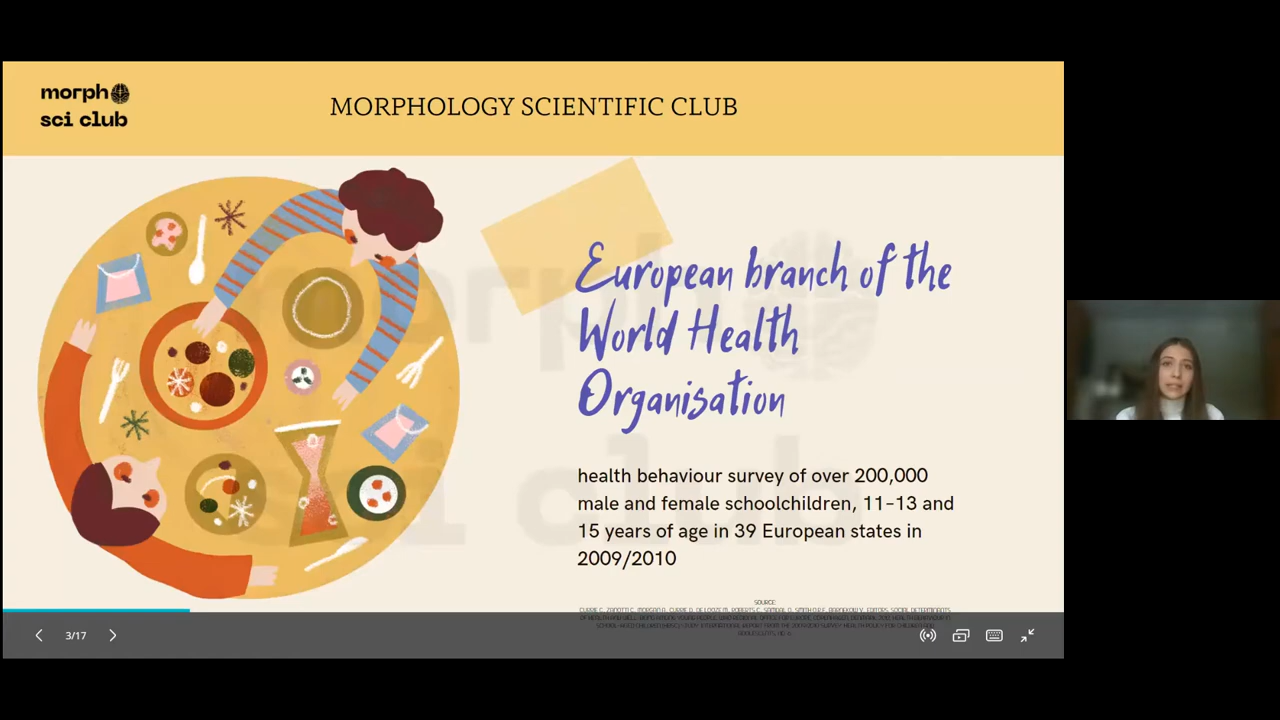 morph
sci club
MORPHOLOGY SCIENTIFIC CLUB
European branch of the
World Health
Organisation
health behaviour survey of over 200,000
male and female schoolchildren, 11–13 and
15 years of age in 39 European states in
2009/2010
SOURCE:
3/17